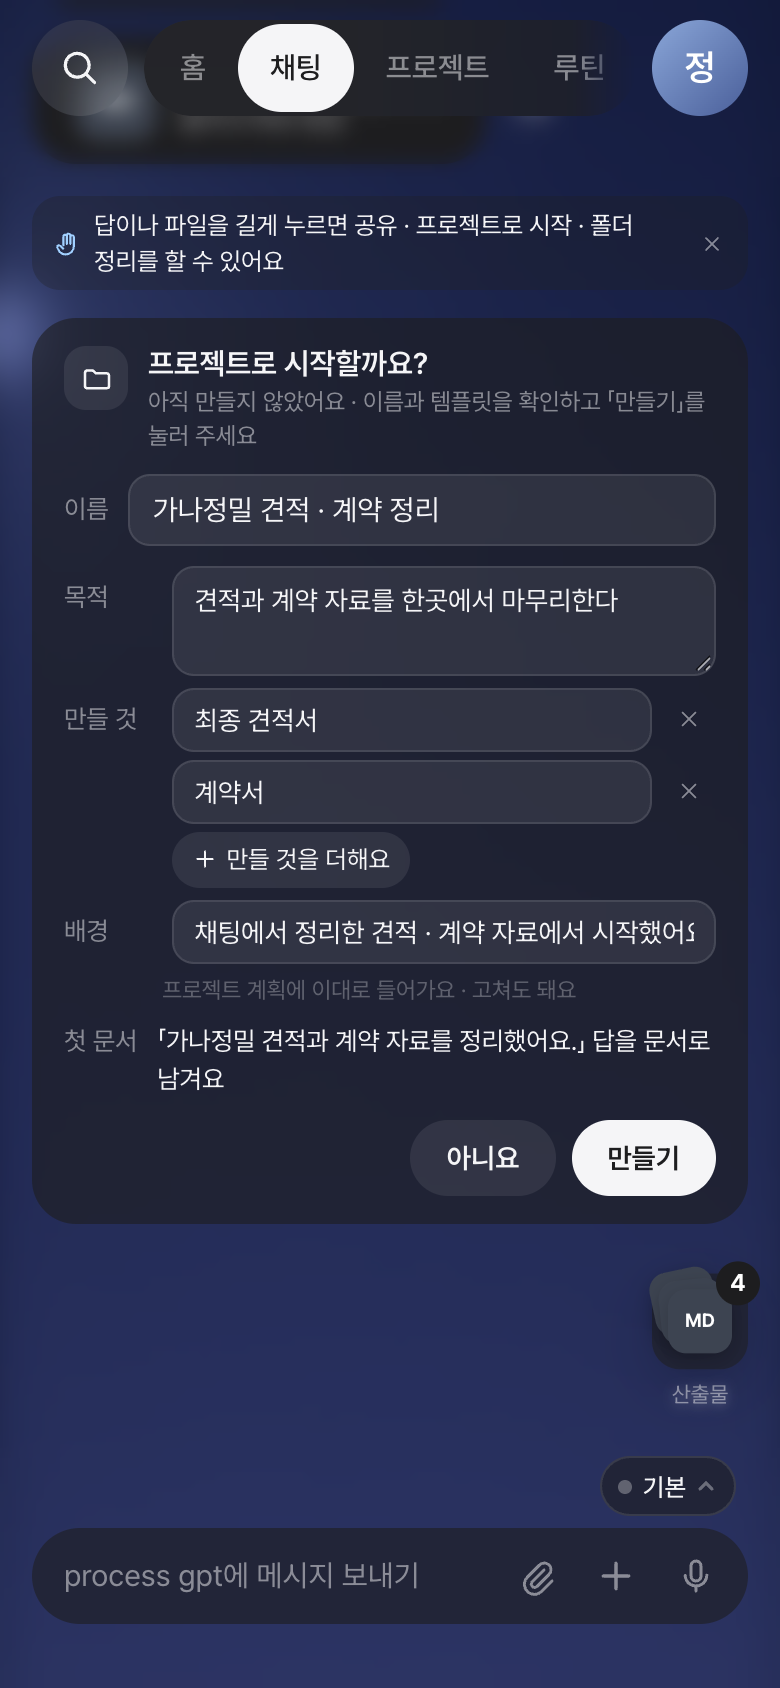 홈
채팅
프로젝트
루틴
정
답이나 파일을 길게 누르면 공유 · 프로젝트로 시작 · 폴더
정리를 할 수 있어요
프로젝트로 시작할까요?
아직 만들지 않았어요 · 이름과 템플릿을 확인하고 「만들기」를
눌러 주세요
이름
가나정밀 견적 · 계약 정리
목적
견적과 계약 자료를 한곳에서 마무리한다
만들 것
최종 견적서
계약서
+ 만들 것을 더해요
배경
채팅에서 정리한 견적 · 계약 자료에서 시작했어요
프로젝트 계획에 이대로 들어가요 · 고쳐도 돼요
첫 문서
「가나정밀 견적과 계약 자료를 정리했어요.」 답을 문서로
남겨요
아니요
만들기
4
MD
산출물
기본
process gpt에 메시지 보내기